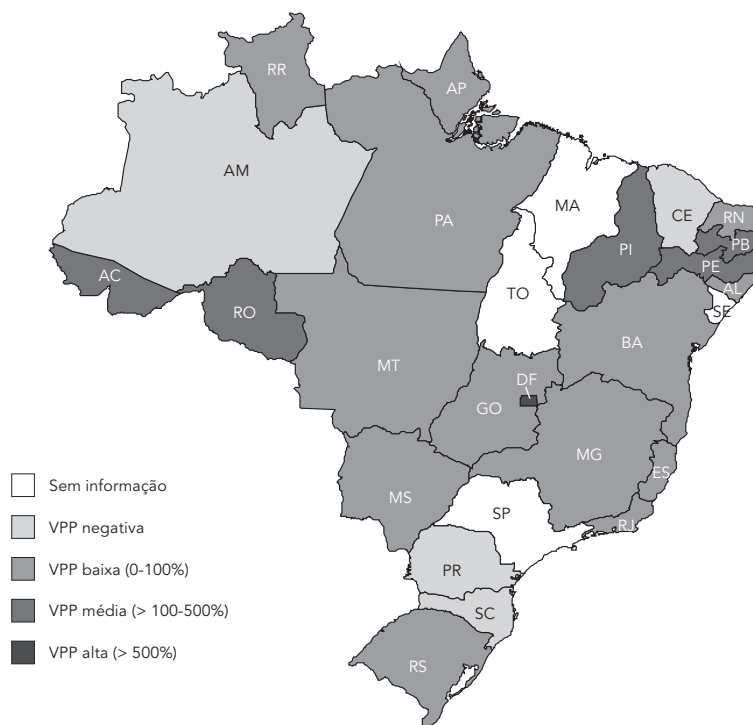 RR
AP
AM
PA
MA
CE
RN
PB
PI
PE
AC
AL
TO
SE
RO
BA
MT
DF
GO
MG
ES
MS
SP
RJ
PR
SC
RS
Sem informação
VPP negativa
VPP baixa (0-100%)
VPP média (> 100-500%)
VPP alta (> 500%)